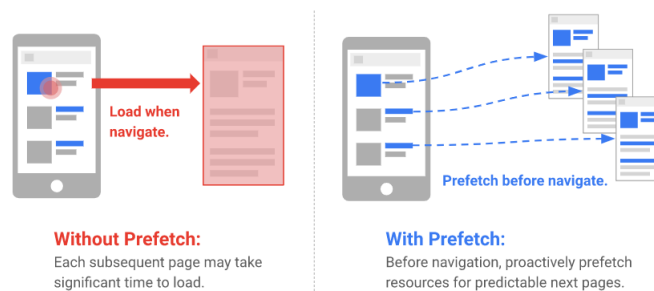 Load when
navigate.
Prefetch before navigate.
Without Prefetch:
Each subsequent page may take
significant time to load.
With Prefetch:
Before navigation, proactively prefetch
resources for predictable next pages.